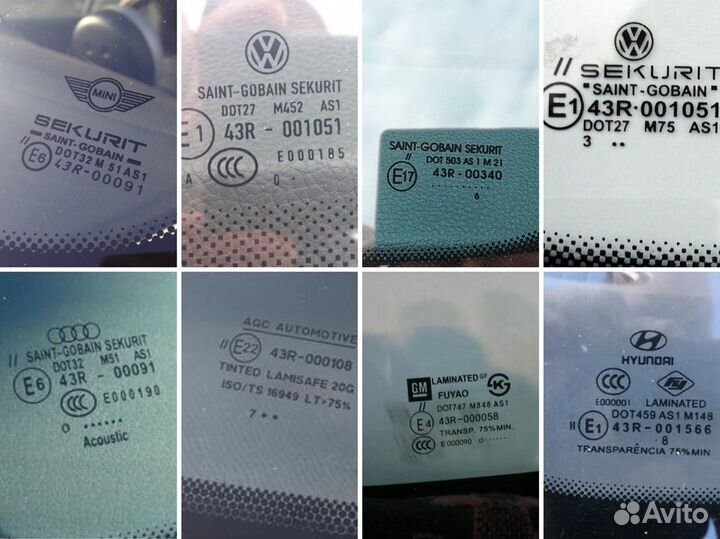 MINI
SEKURIT
SAINT-GOBAIN
DOT32 M51AS1
// E6 43R-00091
SAINT-GOBAIN SEKURIT
DOT27 M452 AS1
E1 43R - 001051
CCC E000185
A 0 ·
SAINT-GOBAIN SEKURIT
// DOT 503 AS 1 M 21
E17 43R - 00340
6
// SEKURIT
"SAINT-GOBAIN"
E1 43R·001051
DOT27 M75 AS1
3 ··
// SAINT-GOBAIN SEKURIT
DOT32 M51 AS1
E6 43R - 00091
CCC E000190
0 ······
Acoustic
AGC AUTOMOTIVE
// E22 43R-000108
TINTED LAMISAFE 20G
ISO/TS 16949 LT>75%
7 ··
GM LAMINATED GF
FUYAO
DOT747 M848 AS1
E4 43R-000058
TRANSP. 75%MIN.
CCC E000090 0······
HYUNDAI
CCC
E000001 LAMINATED
DOT459 AS1 M148
// E1 43R-001566
8
TRANSPARÊNCIA 75%MIN
Avito